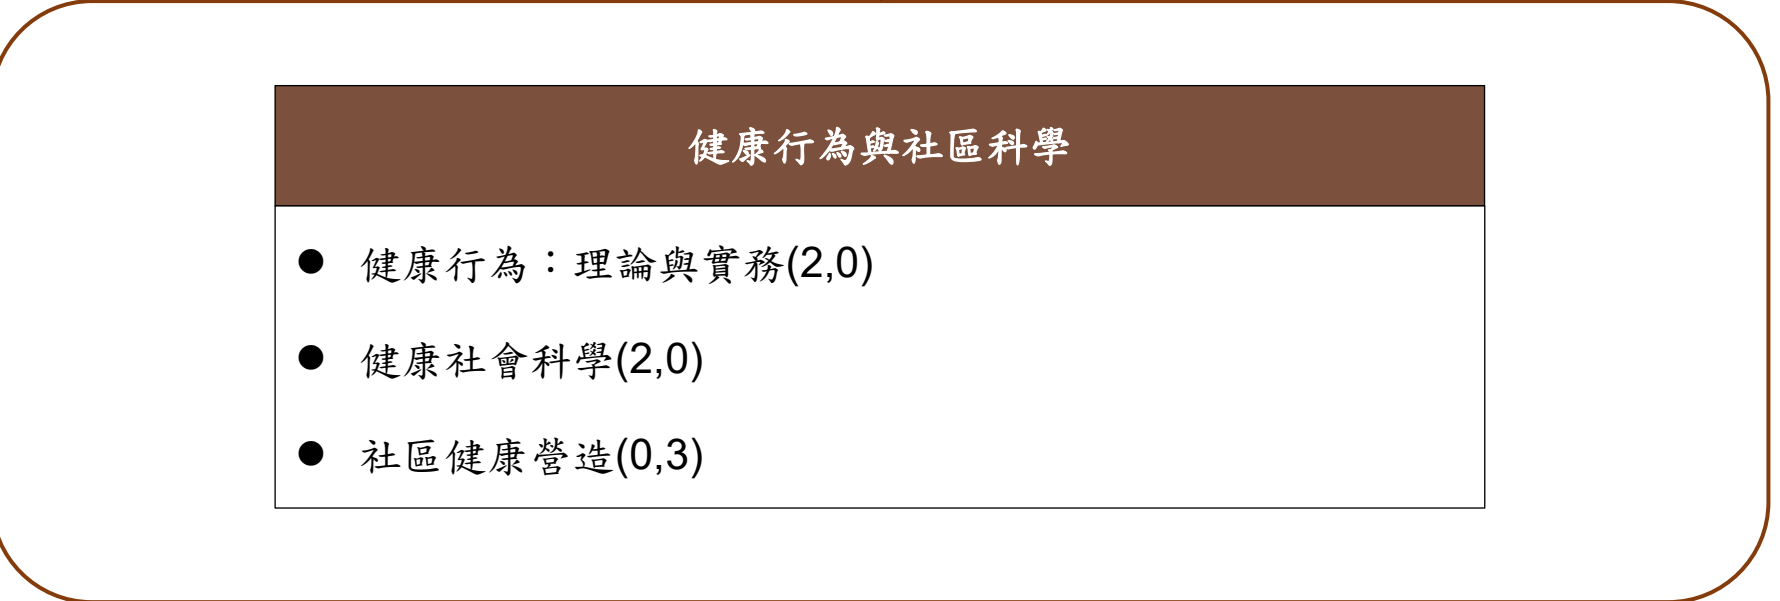 健康行為與社區科學
● 健康行為：理論與實務(2,0)
● 健康社會科學(2,0)
● 社區健康營造(0,3)